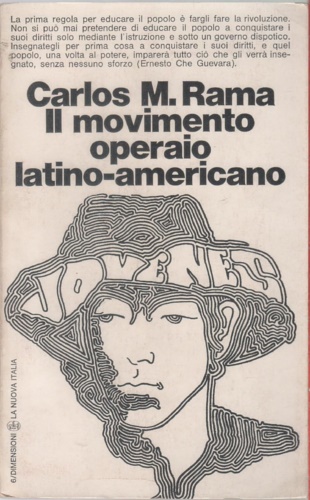 La prima regola per educare il popolo è fargli fare la rivoluzione.
Non si può mai pretendere di educare il popolo a conquistare i
suoi diritti solo mediante l'istruzione e sotto un governo dispotico.
Insegnategli per prima cosa a conquistare i suoi diritti, e quel
popolo, una volta al potere, imparerà tutto ciò che gli verrà inse-
gnato, senza nessuno sforzo (Ernesto Che Guevara).
Carlos M. Rama
Il movimento
operaio
latino-americano
JOVENES
6/DIMENSIONI LA NUOVA ITALIA